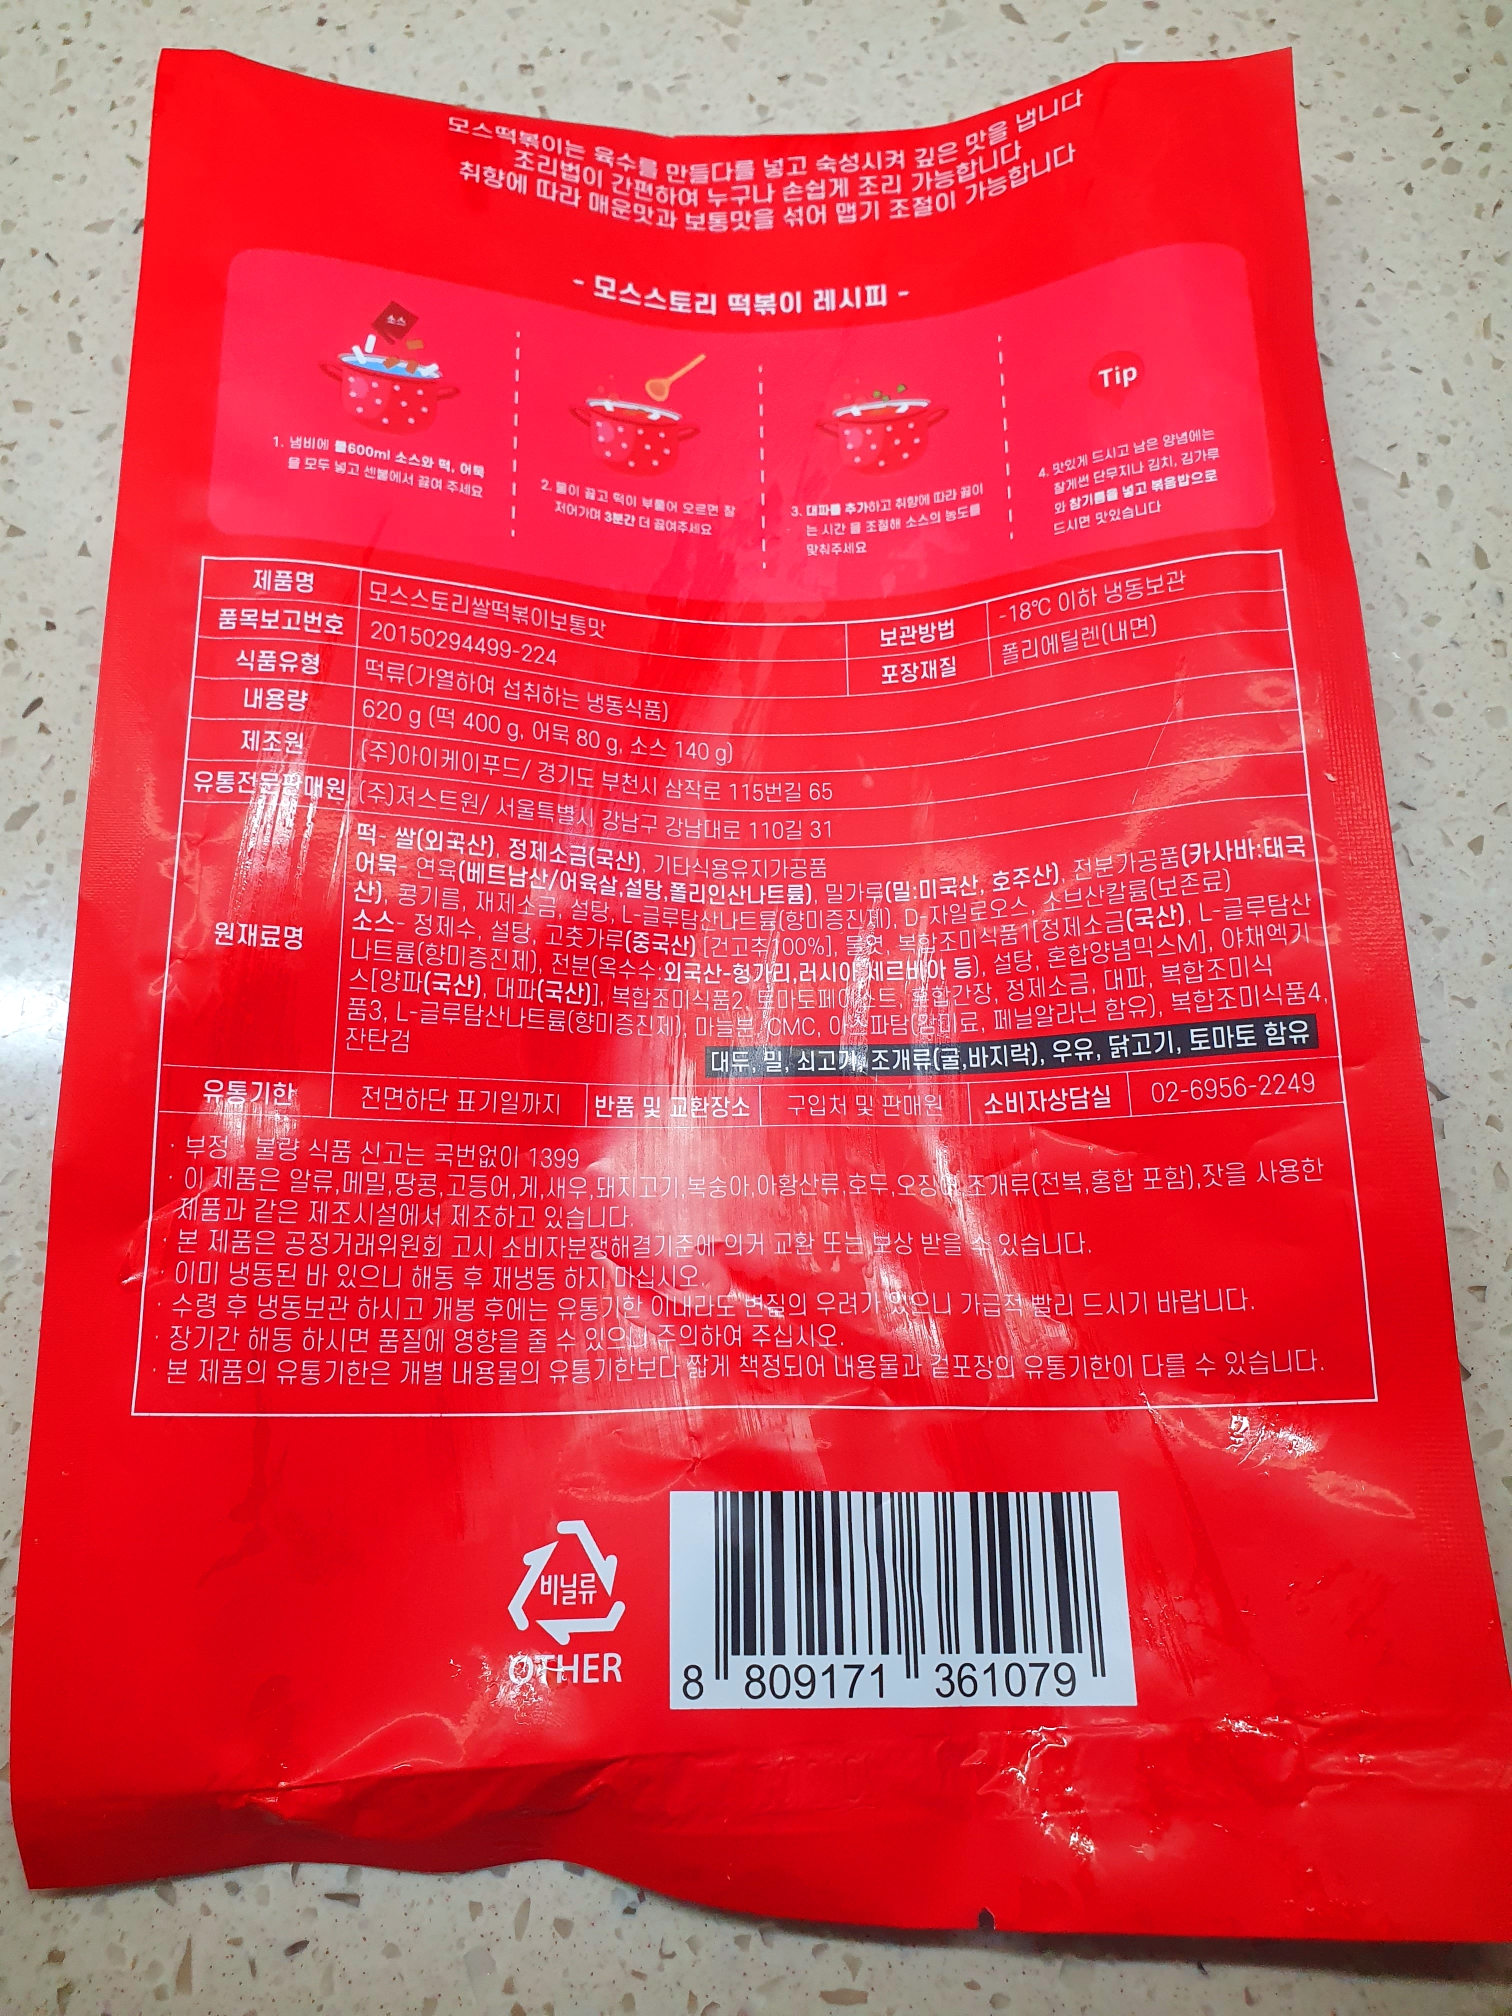 모스떡볶이는 육수를 만들다를 넣고 숙성시켜 깊은 맛을 냅니다
조리법이 간편하여 누구나 손쉽게 조리 가능합니다
취향에 따라 매운맛과 보통맛을 섞어 맵기 조절이 가능합니다
- 모스스토리 떡볶이 레시피 -
소스
1. 냄비에 물600ml 소스와 떡, 어묵
을 모두 넣고 센불에서 끓여 주세요
2. 물이 끓고 떡이 부풀어 오르면 잘
저어가며 3분간 더 끓여주세요
3. 대파를 추가하고 취향에 따라 끓이
는 시간 을 조절해 소스의 농도를
맞춰주세요
Tip
4. 맛있게 드시고 남은 양념에는
잘게썬 단무지나 김치, 김가루
와 참기름을 넣고 볶음밥으로
드시면 맛있습니다
제품명 모스스토리쌀떡볶이보통맛 보관방법 -18℃ 이하 냉동보관
품목보고번호 20150294499-224 포장재질 폴리에틸렌(내면)
식품유형 떡류(가열하여 섭취하는 냉동식품)
내용량 620 g (떡 400 g, 어묵 80 g, 소스 140 g)
제조원 (주)아이케이푸드/ 경기도 부천시 삼작로 115번길 65
유통전문판매원 (주)져스트원/ 서울특별시 강남구 강남대로 110길 31
원재료명
떡- 쌀(외국산), 정제소금(국산), 기타식용유지가공품
어묵- 연육(베트남산/어육살,설탕,폴리인산나트륨), 밀가루(밀:미국산, 호주산), 전분가공품(카사바:태국
산), 콩기름, 재제소금, 설탕, L-글루탐산나트륨(향미증진제), D-자일로오스, 소브산칼륨(보존료)
소스- 정제수, 설탕, 고춧가루(중국산) [건고추100%], 물엿, 복합조미식품1[정제소금(국산), L-글루탐산
나트륨(향미증진제), 전분(옥수수:외국산-헝가리,러시아,세르비아 등), 설탕, 혼합양념믹스M], 야채엑기
스[양파(국산), 대파(국산)], 복합조미식품2, 토마토페이스트, 혼합간장, 정제소금, 대파, 복합조미식
품3, L-글루탐산나트륨(향미증진제), 마늘분, CMC, 아스파탐(감미료, 페닐알라닌 함유), 복합조미식품4,
잔탄검
대두, 밀, 쇠고기, 조개류(굴,바지락), 우유, 닭고기, 토마토 함유
유통기한 전면하단 표기일까지 반품 및 교환장소 구입처 및 판매원 소비자상담실 02-6956-2249
· 부정 · 불량 식품 신고는 국번없이 1399
· 이 제품은 알류,메밀,땅콩,고등어,게,새우,돼지고기,복숭아,아황산류,호두,오징어,조개류(전복,홍합 포함),잣을 사용한
제품과 같은 제조시설에서 제조하고 있습니다.
· 본 제품은 공정거래위원회 고시 소비자분쟁해결기준에 의거 교환 또는 보상 받을 수 있습니다.
· 이미 냉동된 바 있으니 해동 후 재냉동 하지 마십시오.
· 수령 후 냉동보관 하시고 개봉 후에는 유통기한 이내라도 변질의 우려가 있으니 가급적 빨리 드시기 바랍니다.
· 장기간 해동 하시면 품질에 영향을 줄 수 있으니 주의하여 주십시오.
· 본 제품의 유통기한은 개별 내용물의 유통기한보다 짧게 책정되어 내용물과 겉포장의 유통기한이 다를 수 있습니다.
비닐류
OTHER
8 809171 361079